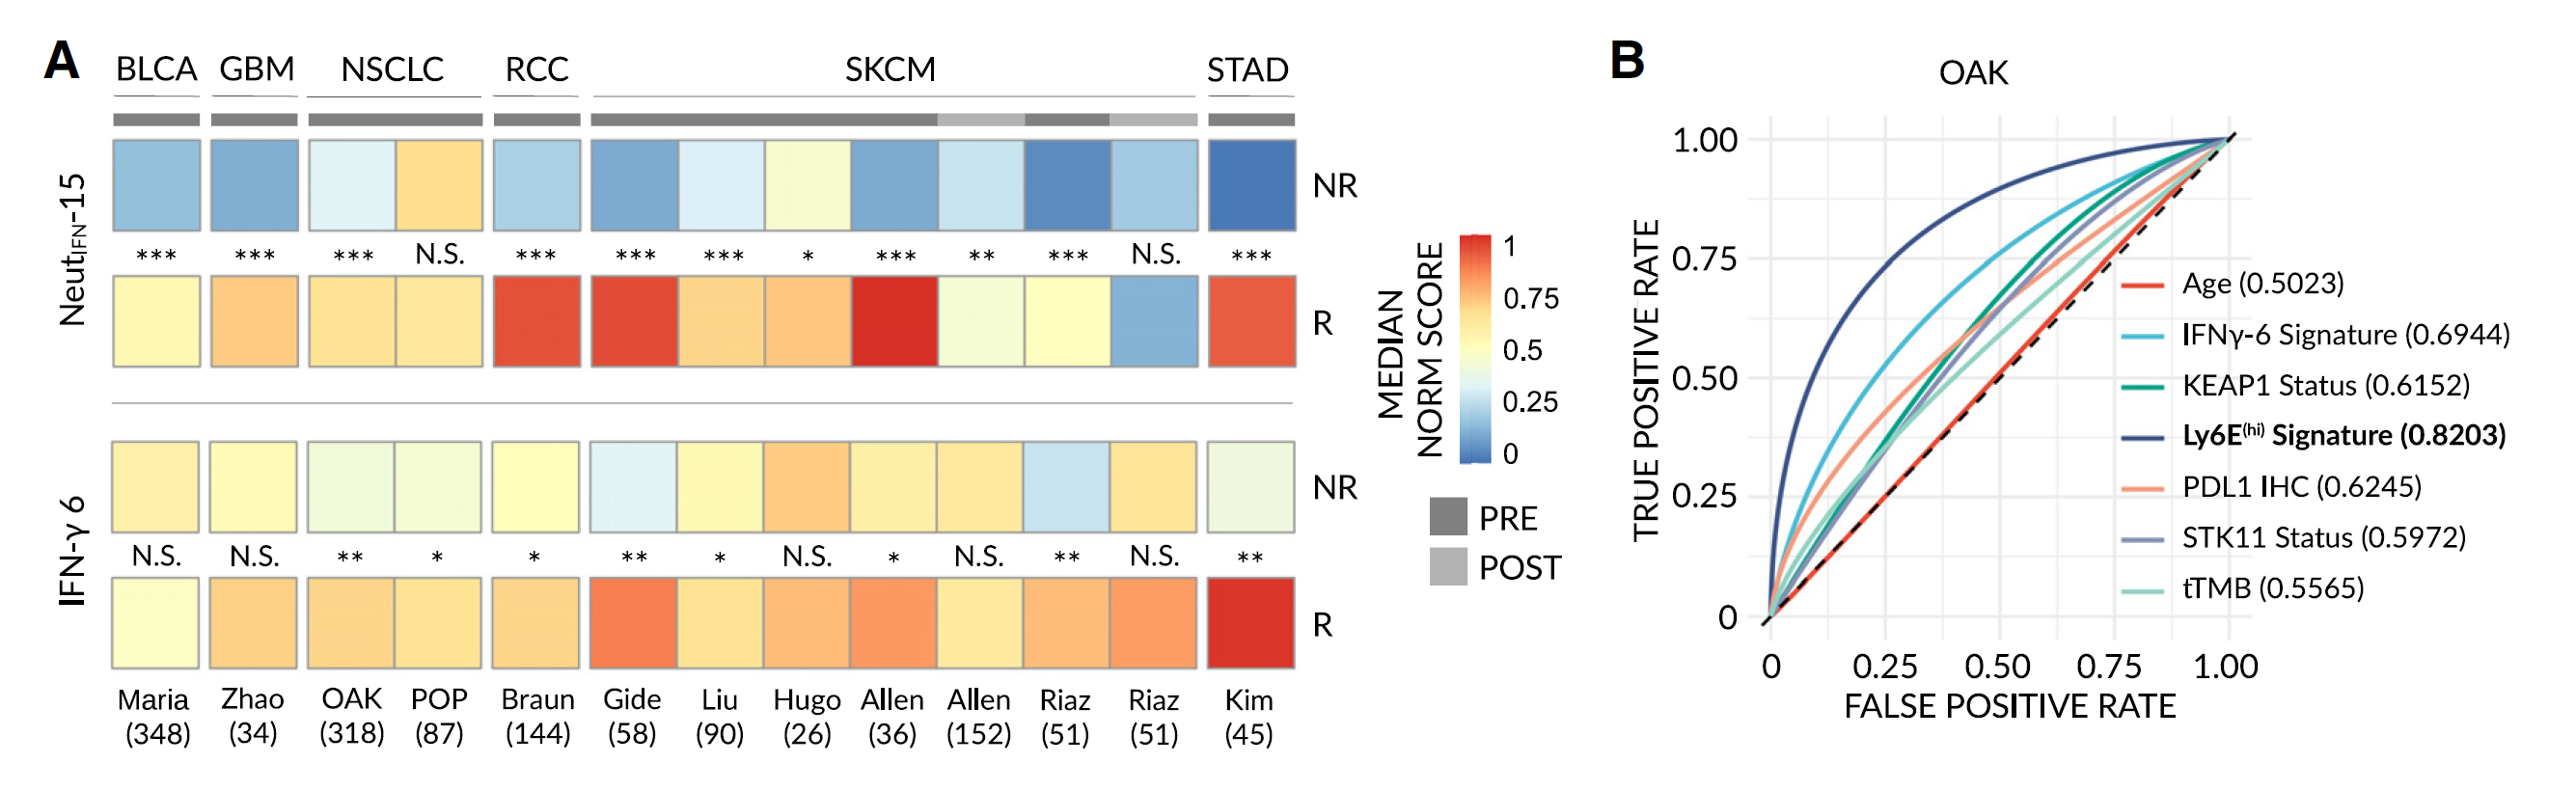 A
BLCA GBM NSCLC RCC SKCM STAD
Neut_IFN-15
NR
*** *** *** N.S. *** *** *** * *** ** *** N.S. ***
R
IFN-γ 6
NR
N.S. N.S. ** * * ** * N.S. * N.S. ** N.S. **
R
Maria Zhao OAK POP Braun Gide Liu Hugo Allen Allen Riaz Riaz Kim
(348) (34) (318) (87) (144) (58) (90) (26) (36) (152) (51) (51) (45)
MEDIAN
NORM SCORE
1
0.75
0.5
0.25
0
PRE
POST
B
OAK
TRUE POSITIVE RATE
1.00
0.75
0.50
0.25
0
Age (0.5023)
IFNγ-6 Signature (0.6944)
KEAP1 Status (0.6152)
Ly6E(hi) Signature (0.8203)
PDL1 IHC (0.6245)
STK11 Status (0.5972)
tTMB (0.5565)
0 0.25 0.50 0.75 1.00
FALSE POSITIVE RATE